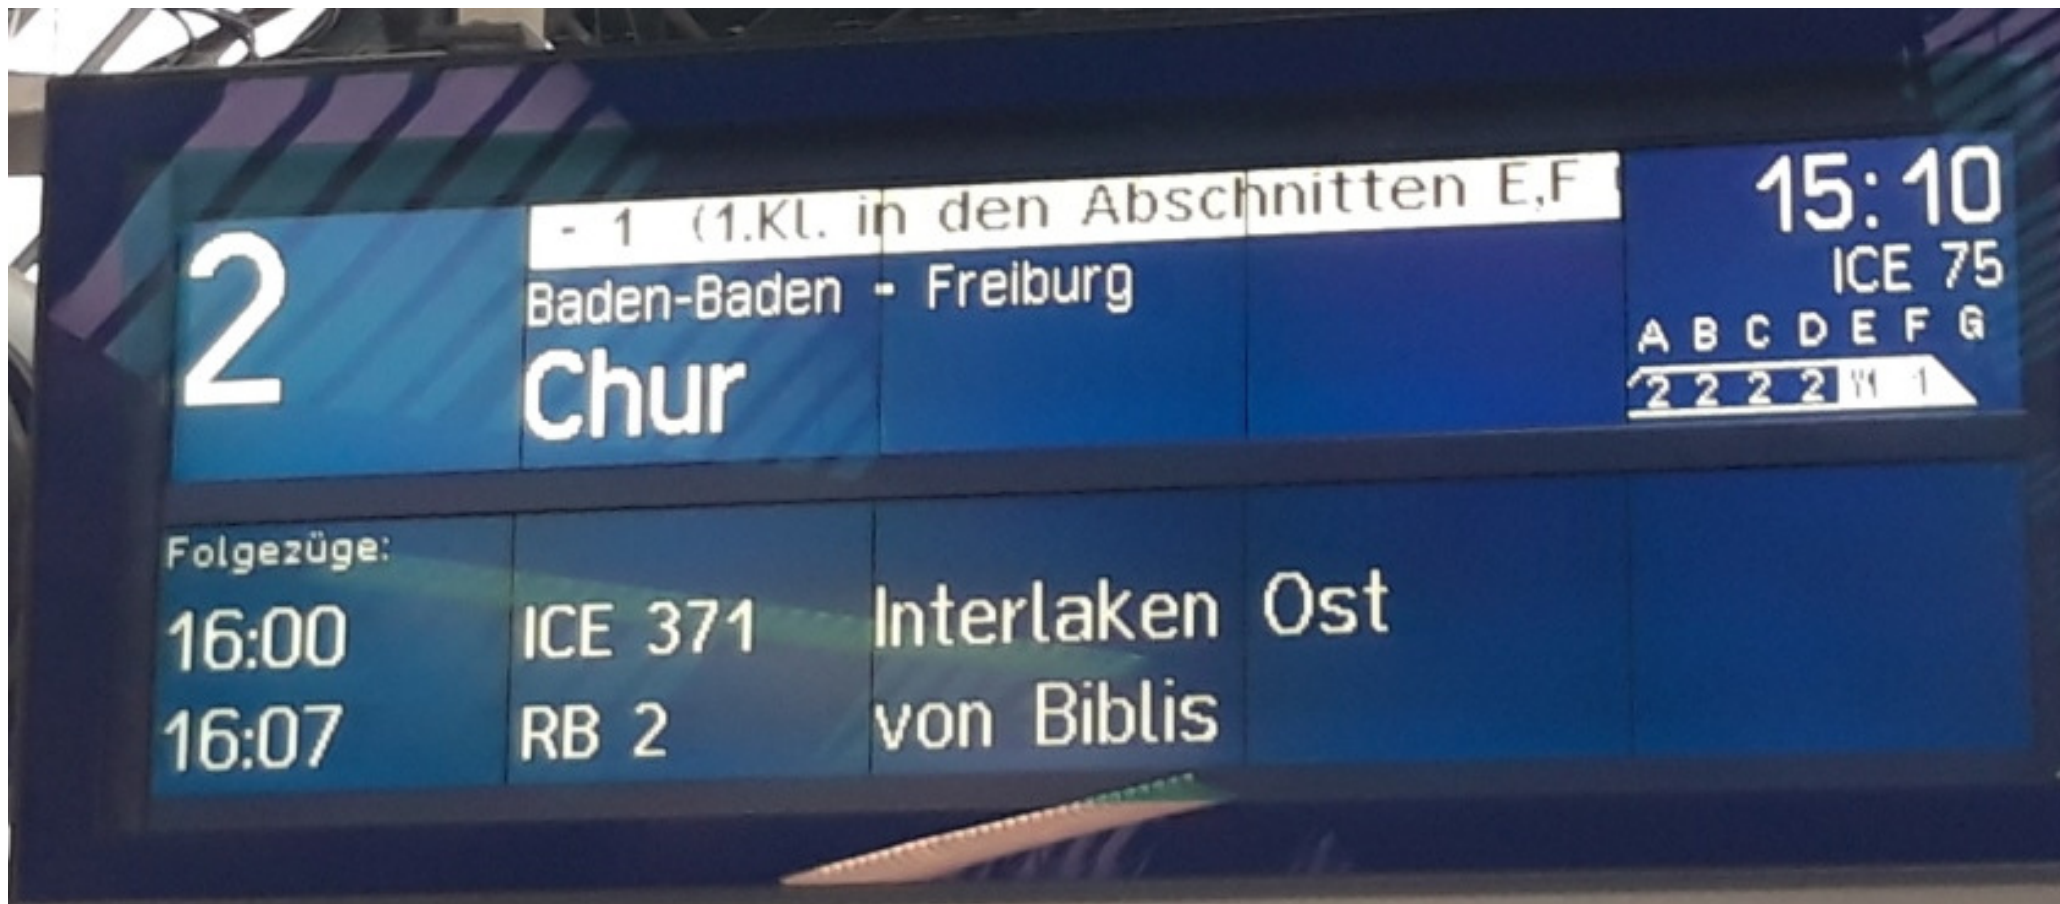 2
- 1 (1.Kl. in den Abschnitten E,F
Baden-Baden - Freiburg
Chur
15:10
ICE 75
A B C D E F G
2 2 2 2 1 1
Folgezüge:
16:00 ICE 371 Interlaken Ost
16:07 RB 2 von Biblis